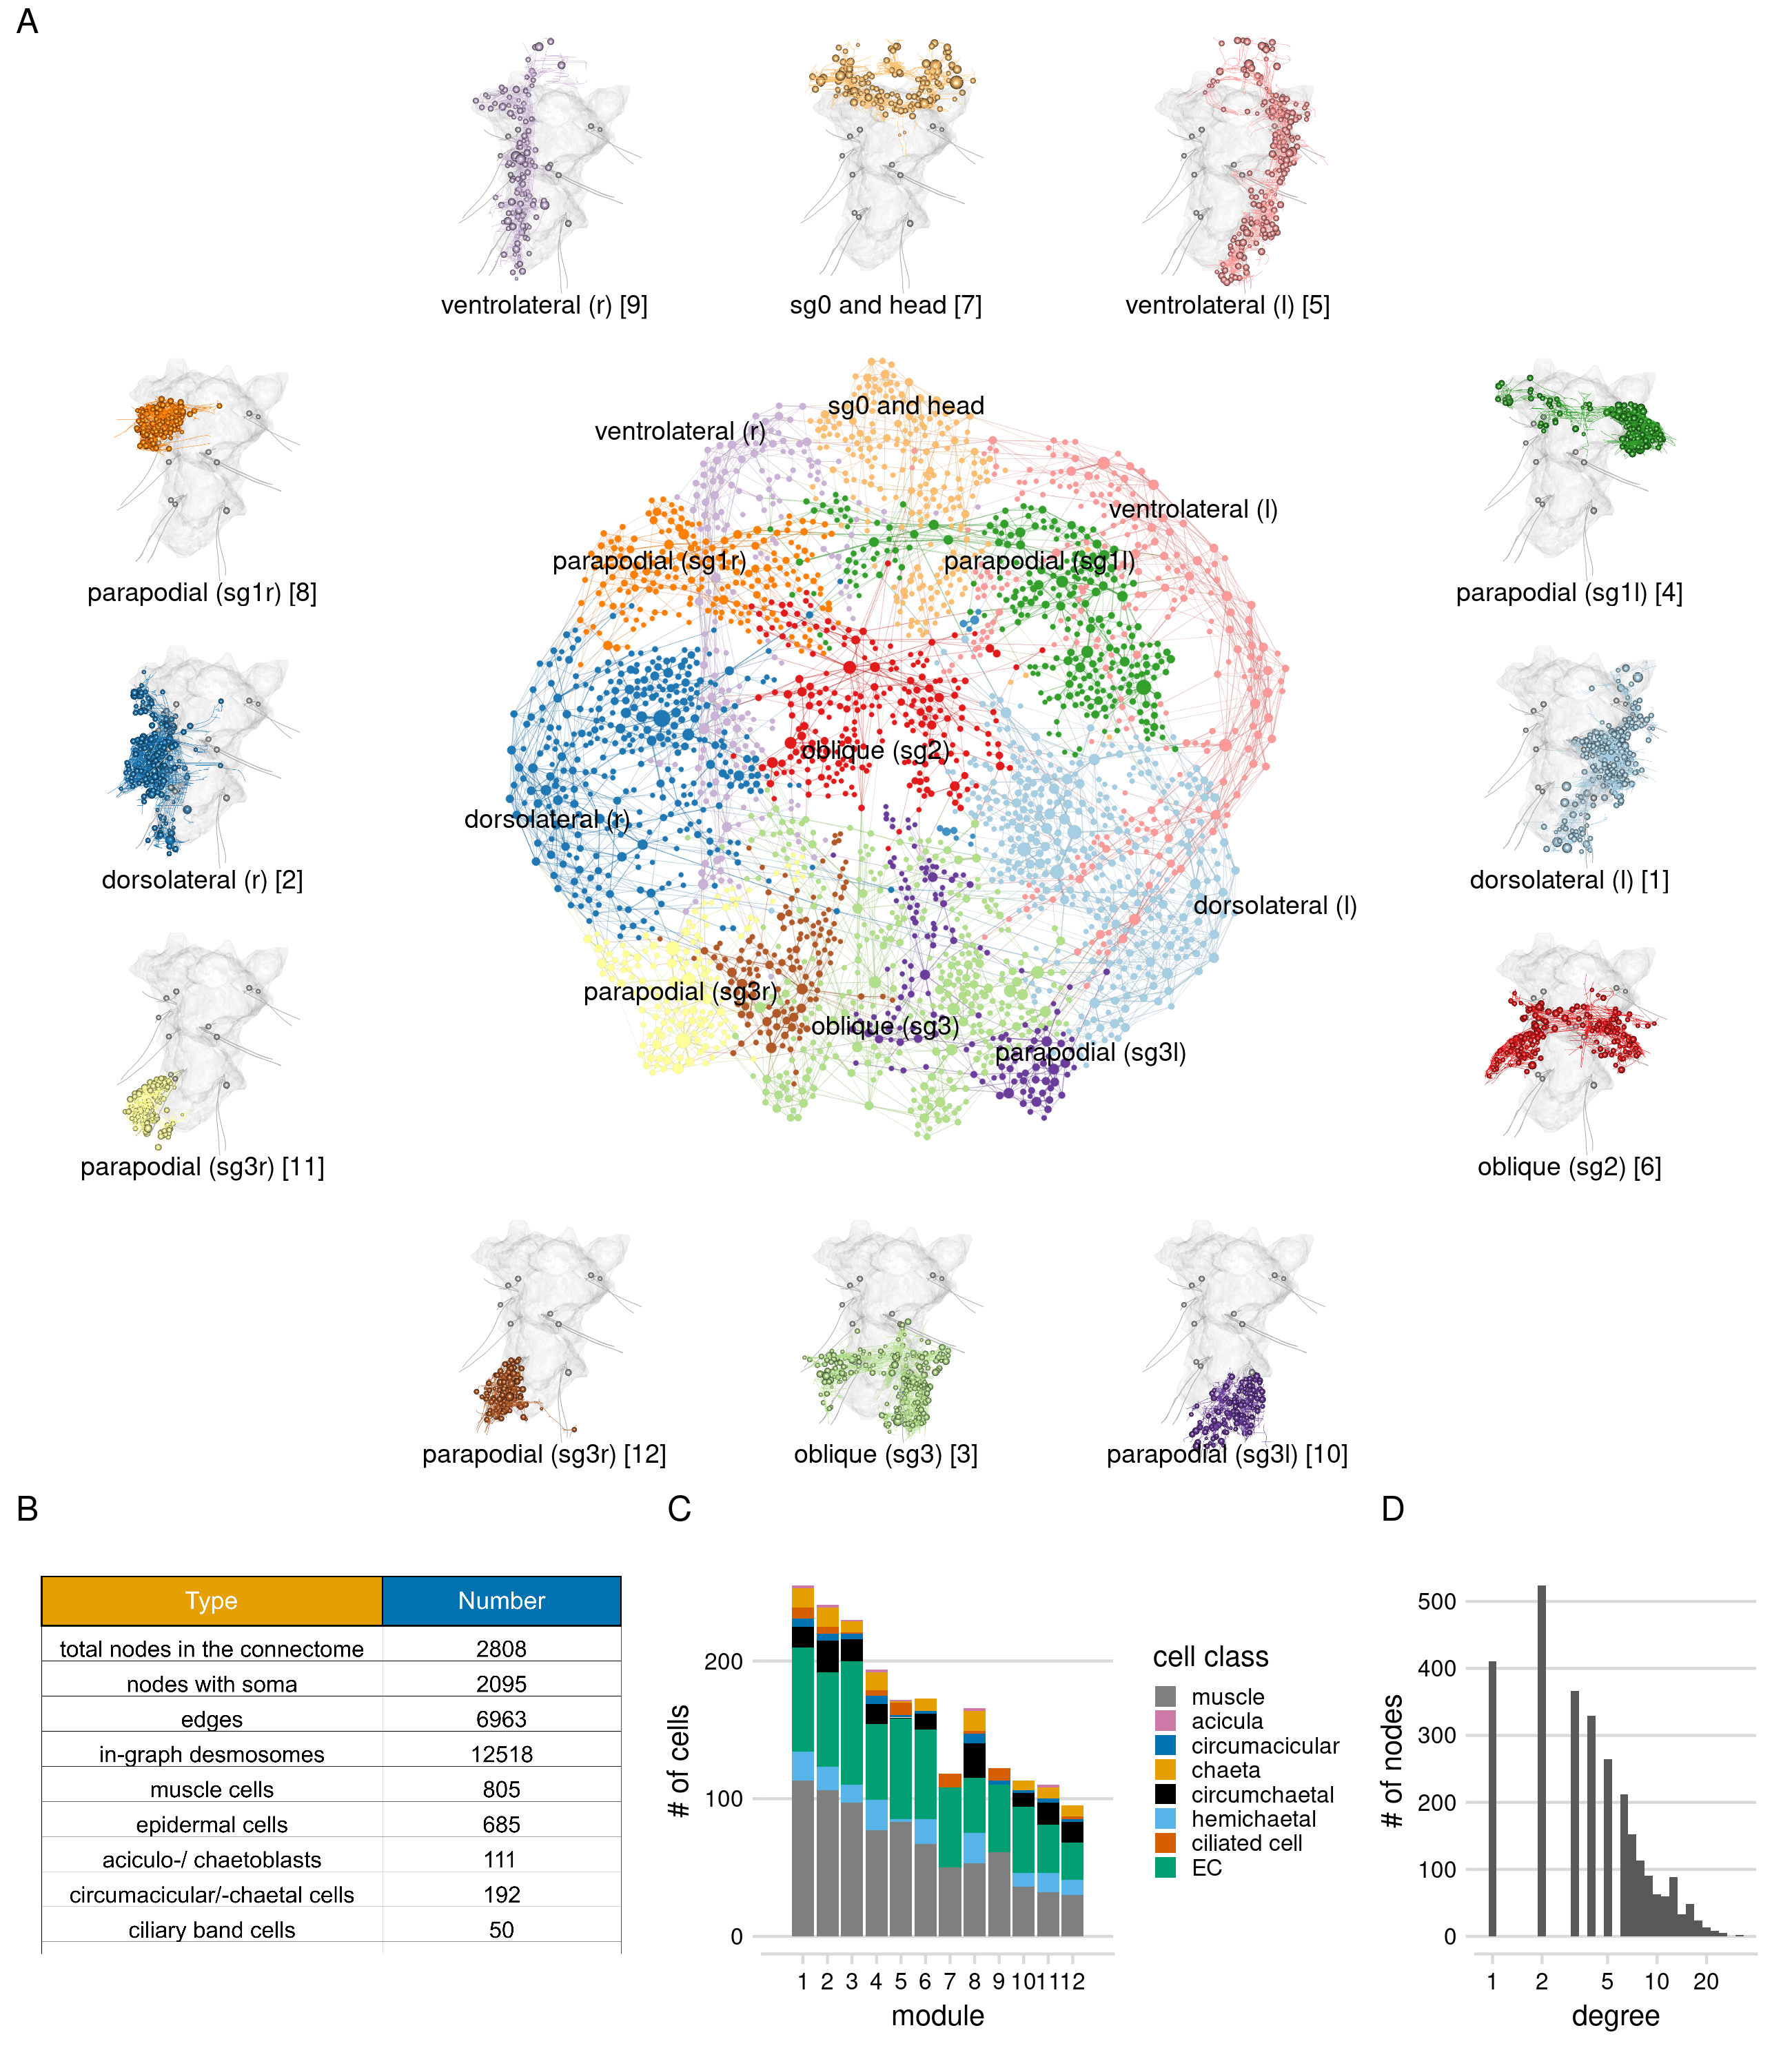 A
ventrolateral (r) [9]
sg0 and head [7]
ventrolateral (l) [5]
sg0 and head
ventrolateral (r)
ventrolateral (l)
parapodial (sg1r)
parapodial (sg1l)
oblique (sg2)
dorsolateral (r)
dorsolateral (l)
parapodial (sg3r)
oblique (sg3)
parapodial (sg3l)
parapodial (sg1r) [8]
parapodial (sg1l) [4]
dorsolateral (r) [2]
dorsolateral (l) [1]
parapodial (sg3r) [11]
oblique (sg2) [6]
parapodial (sg3r) [12]
oblique (sg3) [3]
parapodial (sg3l) [10]
B
Type Number
total nodes in the connectome 2808
nodes with soma 2095
edges 6963
in-graph desmosomes 12518
muscle cells 805
epidermal cells 685
aciculo-/ chaetoblasts 111
circumacicular/-chaetal cells 192
ciliary band cells 50
C
# of cells
200
100
0
1 2 3 4 5 6 7 8 9 10 11 12
module
cell class
muscle
acicula
circumacicular
chaeta
circumchaetal
hemichaetal
ciliated cell
EC
D
# of nodes
500
400
300
200
100
0
1 2 5 10 20
degree